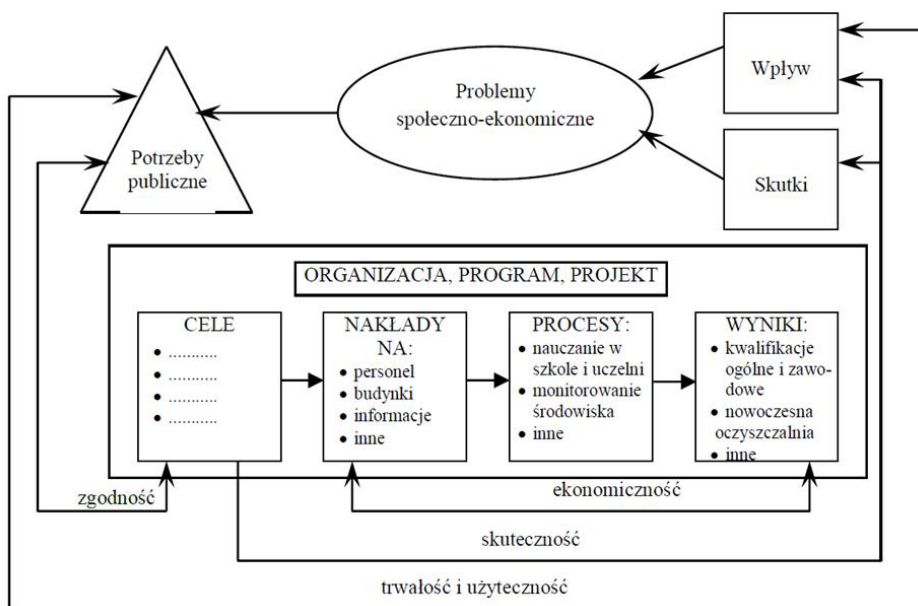 Wpływ
Problemy
społeczno-ekonomiczne
Potrzeby
publiczne
Skutki
ORGANIZACJA, PROGRAM, PROJEKT
CELE
● ...........
● ...........
● ...........
● ...........
NAKŁADY
NA:
● personel
● budynki
● informacje
● inne
PROCESY:
● nauczanie w
szkole i uczelni
● monitorowanie
środowiska
● inne
WYNIKI:
● kwalifikacje
ogólne i zawo-
dowe
● nowoczesna
oczyszczalnia
● inne
zgodność
ekonomiczność
skuteczność
trwałość i użyteczność